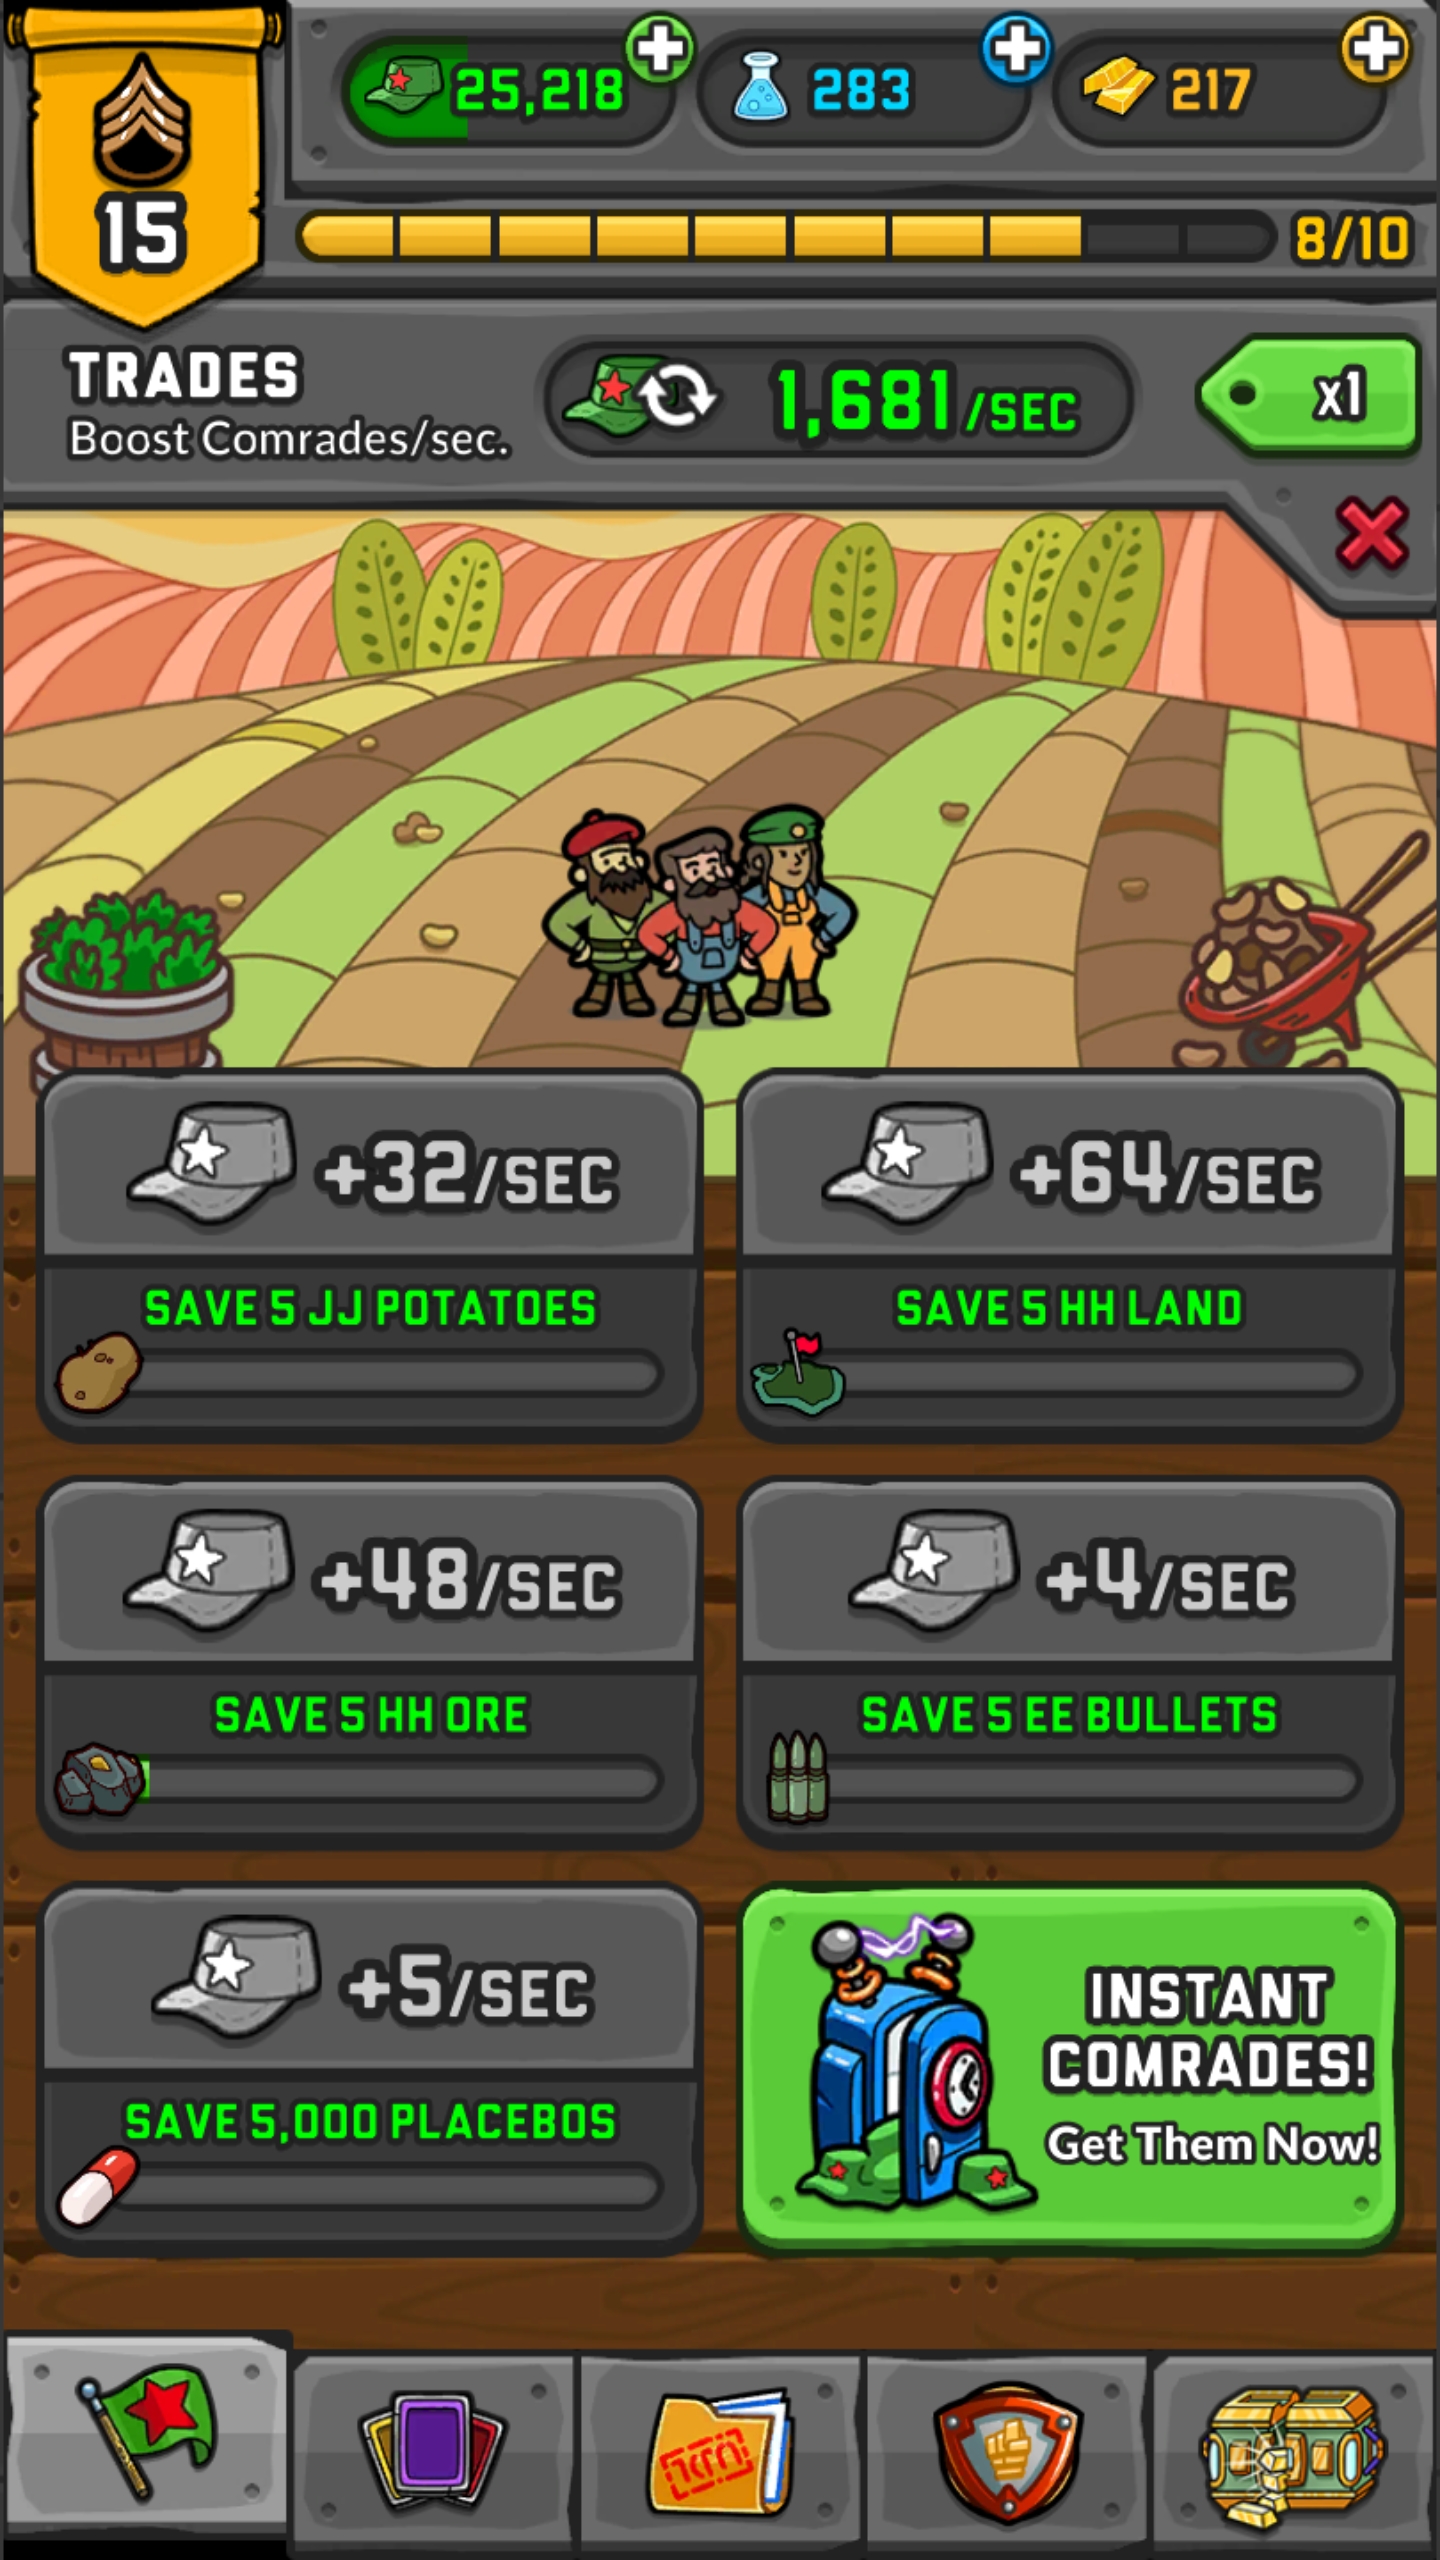 25,218
283
217
15
8/10
TRADES
Boost Comrades/sec.
1,681/SEC
x1
+32/SEC
SAVE 5 JJ POTATOES
+64/SEC
SAVE 5 HH LAND
+48/SEC
SAVE 5 HH ORE
+4/SEC
SAVE 5 EE BULLETS
+5/SEC
SAVE 5,000 PLACEBOS
INSTANT
COMRADES!
Get Them Now!